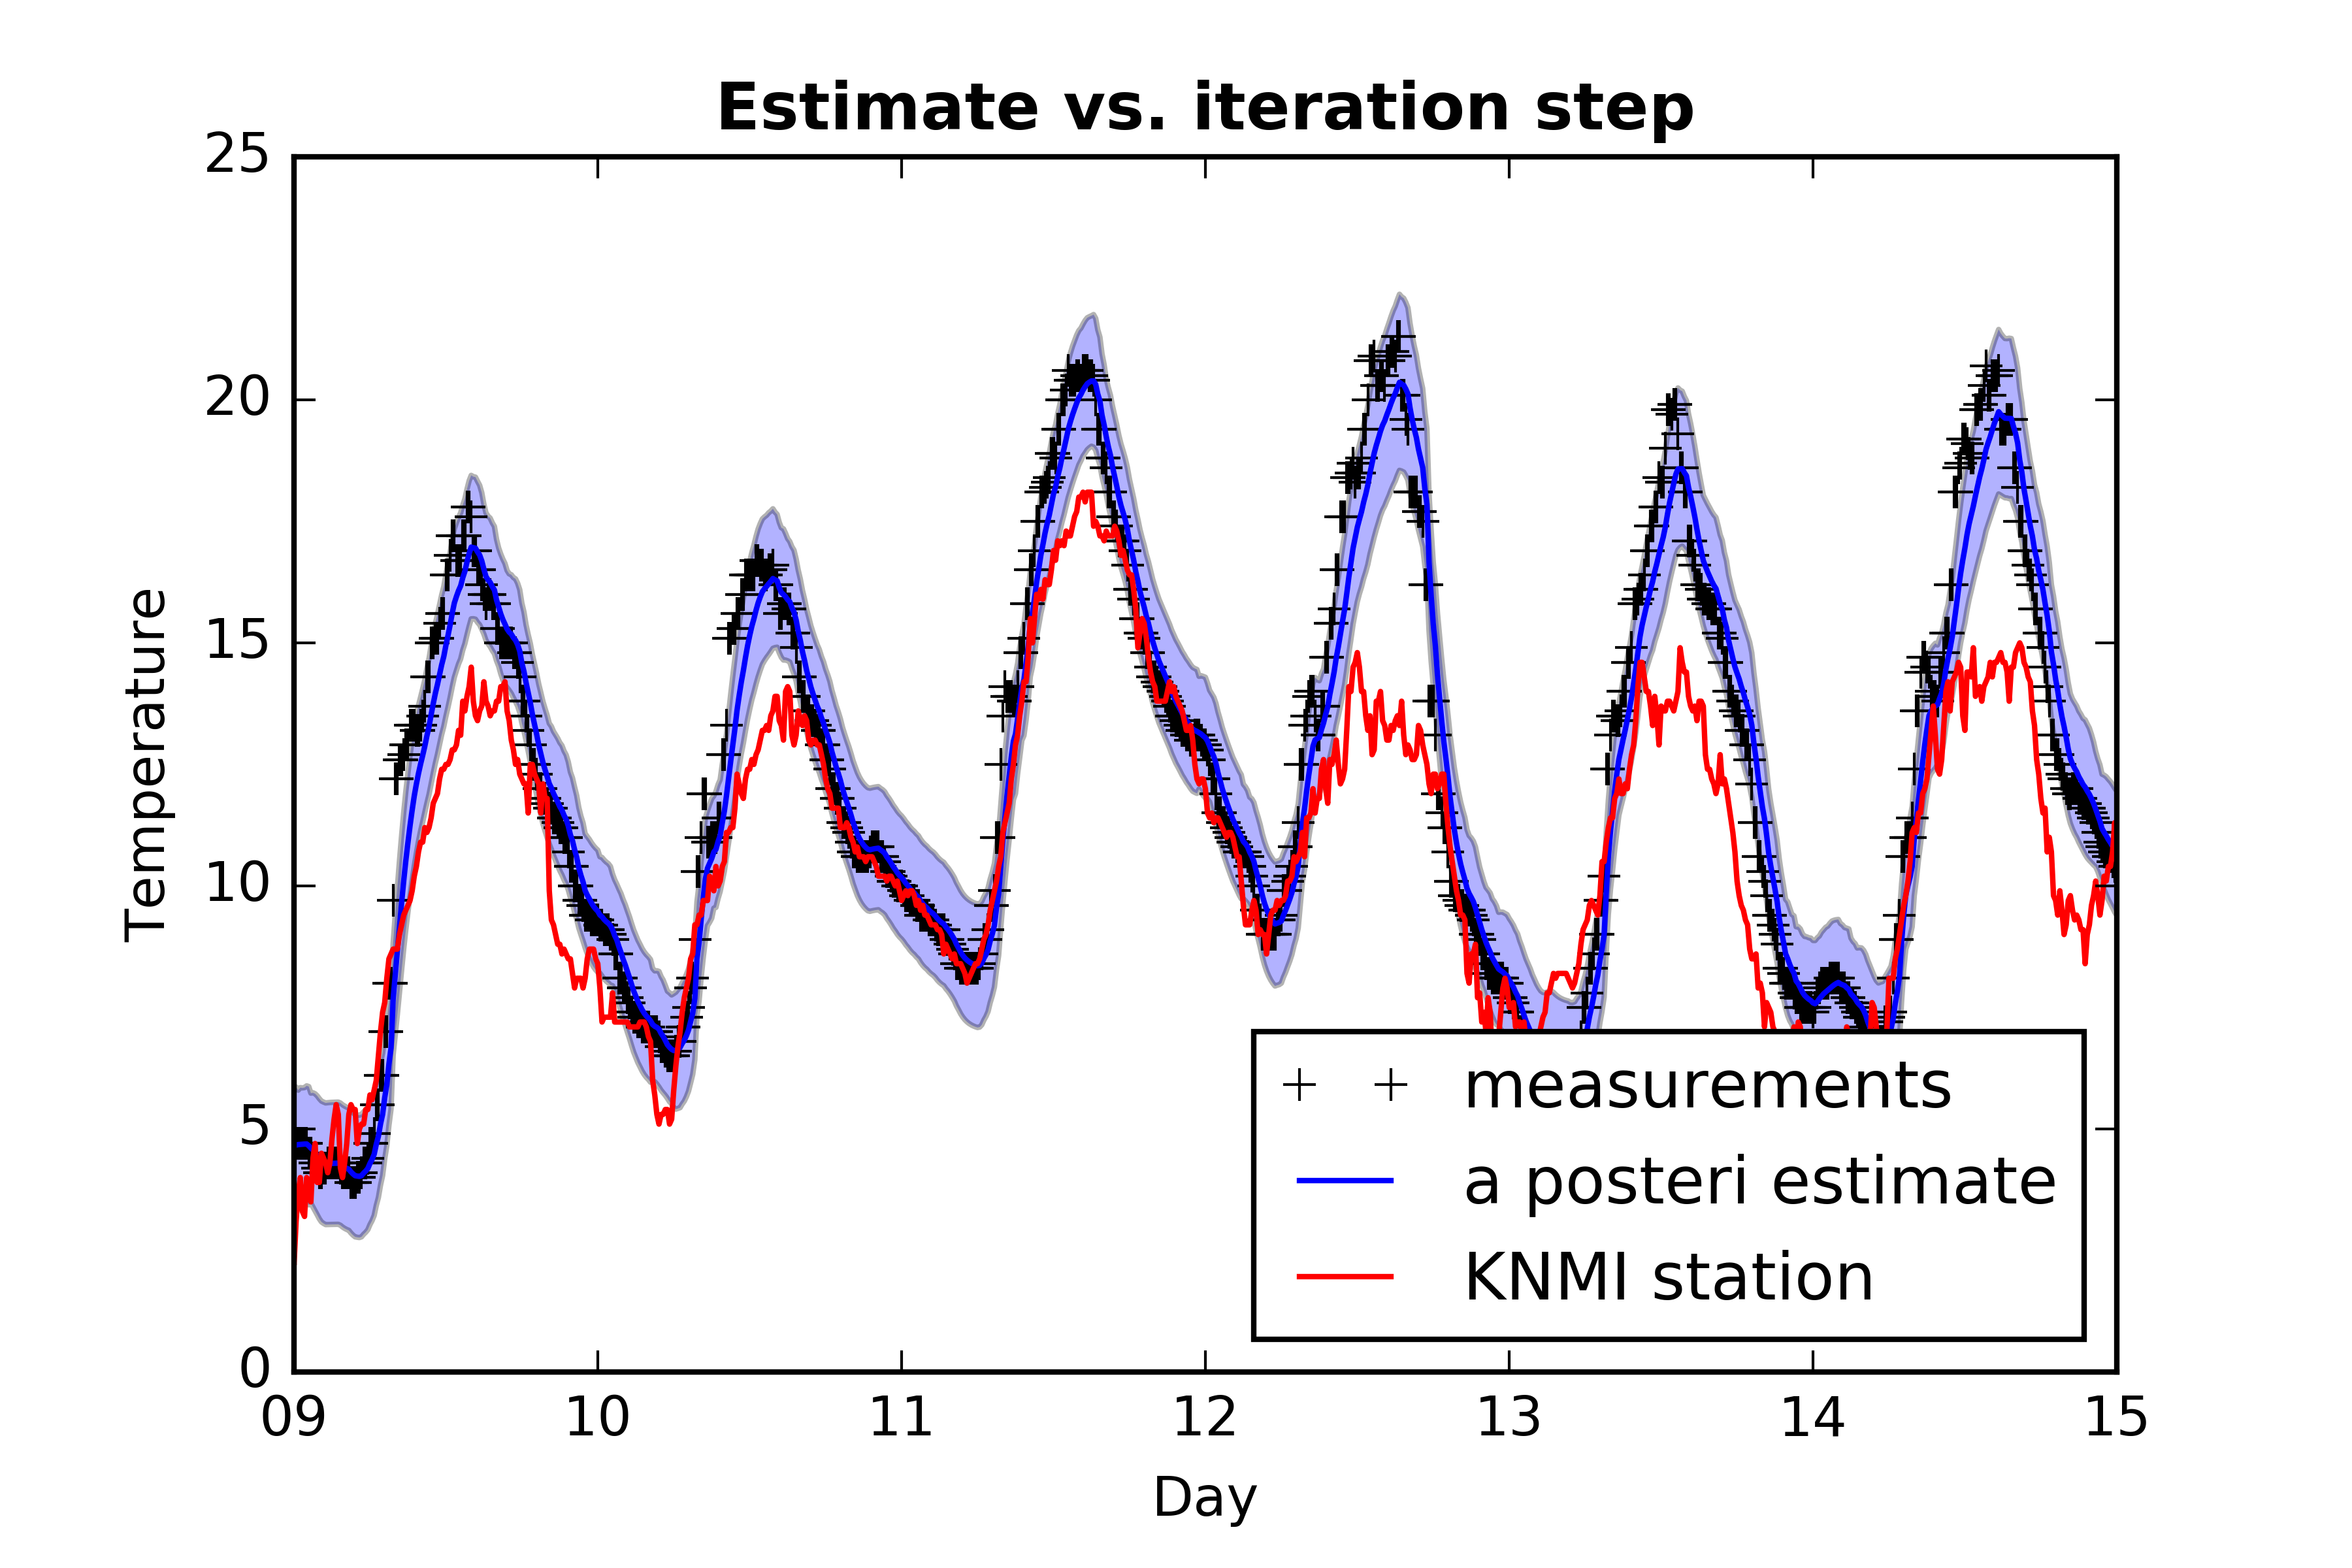 Estimate vs. iteration step
25
20
15
10
5
0
Temperature
09 10 11 12 13 14 15
Day
measurements
a posteri estimate
KNMI station